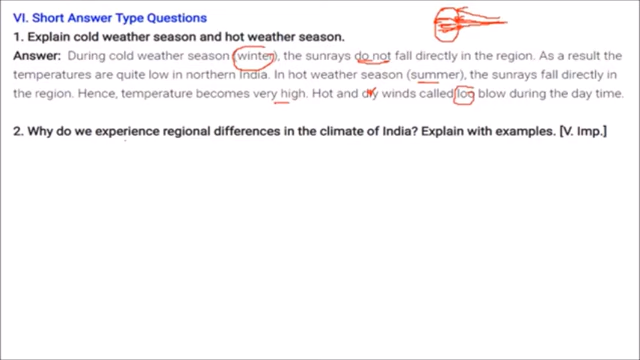 VI. Short Answer Type Questions
1. Explain cold weather season and hot weather season.
Answer: During cold weather season (winter), the sunrays do not fall directly in the region. As a result the
temperatures are quite low in northern India. In hot weather season (summer), the sunrays fall directly in
the region. Hence, temperature becomes very high. Hot and dry winds called loo blow during the day time.
2. Why do we experience regional differences in the climate of India? Explain with examples. [V. Imp.]